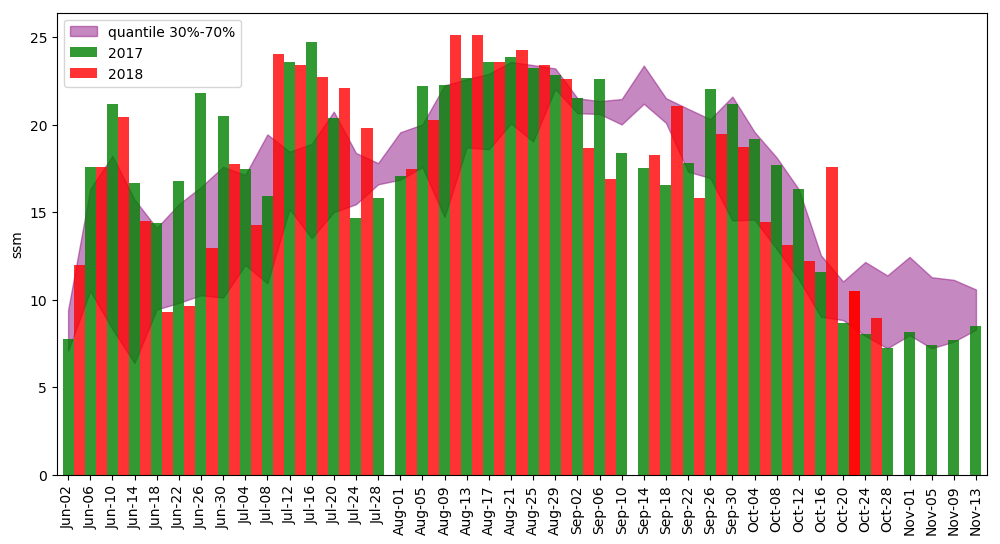 quantile 30%-70%
2017
2018
ssm
25
20
15
10
5
0
Jun-02
Jun-06
Jun-10
Jun-14
Jun-18
Jun-22
Jun-26
Jun-30
Jul-04
Jul-08
Jul-12
Jul-16
Jul-20
Jul-24
Jul-28
Aug-01
Aug-05
Aug-09
Aug-13
Aug-17
Aug-21
Aug-25
Aug-29
Sep-02
Sep-06
Sep-10
Sep-14
Sep-18
Sep-22
Sep-26
Sep-30
Oct-04
Oct-08
Oct-12
Oct-16
Oct-20
Oct-24
Oct-28
Nov-01
Nov-05
Nov-09
Nov-13